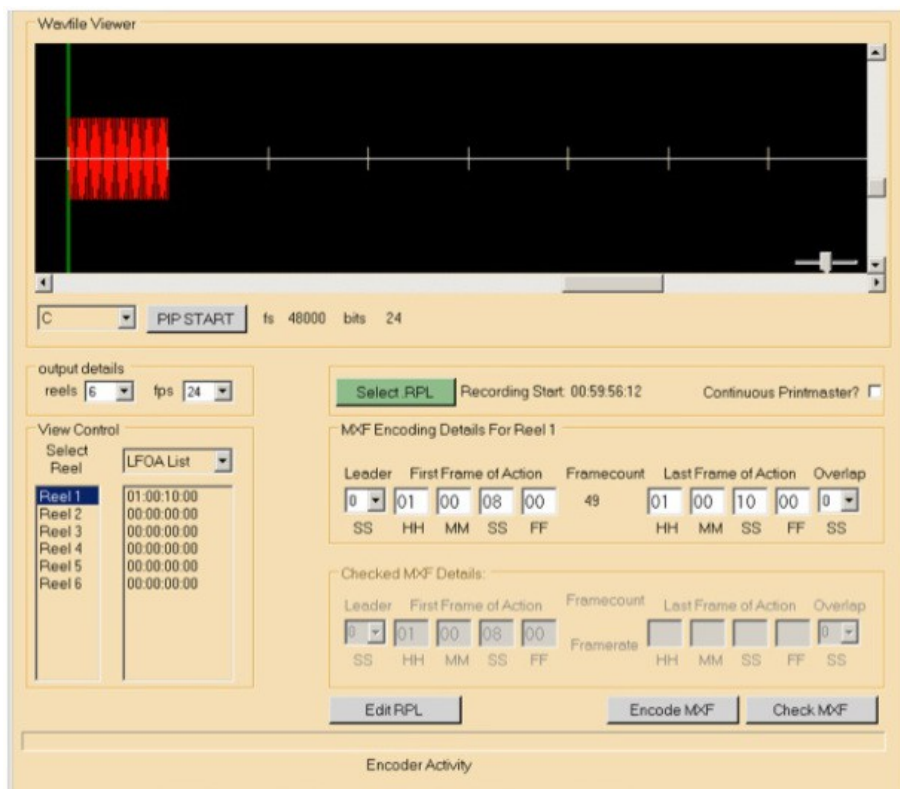 Wavfile Viewer
C PIP START fs 48000 bits 24
output details
reels 6 fps 24
Select .RPL Recording Start: 00:59:56:12 Continuous Printmaster?
View Control
Select Reel LFOA List
Reel 1 01:00:10:00
Reel 2 00:00:00:00
Reel 3 00:00:00:00
Reel 4 00:00:00:00
Reel 5 00:00:00:00
Reel 6 00:00:00:00
MXF Encoding Details For Reel 1
Leader First Frame of Action Framecount Last Frame of Action Overlap
0 01 00 08 00 49 01 00 10 00 0
SS HH MM SS FF HH MM SS FF SS
Checked MXF Details:
Leader First Frame of Action Framecount Last Frame of Action Overlap
0 01 00 08 00 Framerate 0
SS HH MM SS FF HH MM SS FF SS
Edit RPL Encode MXF Check MXF
Encoder Activity